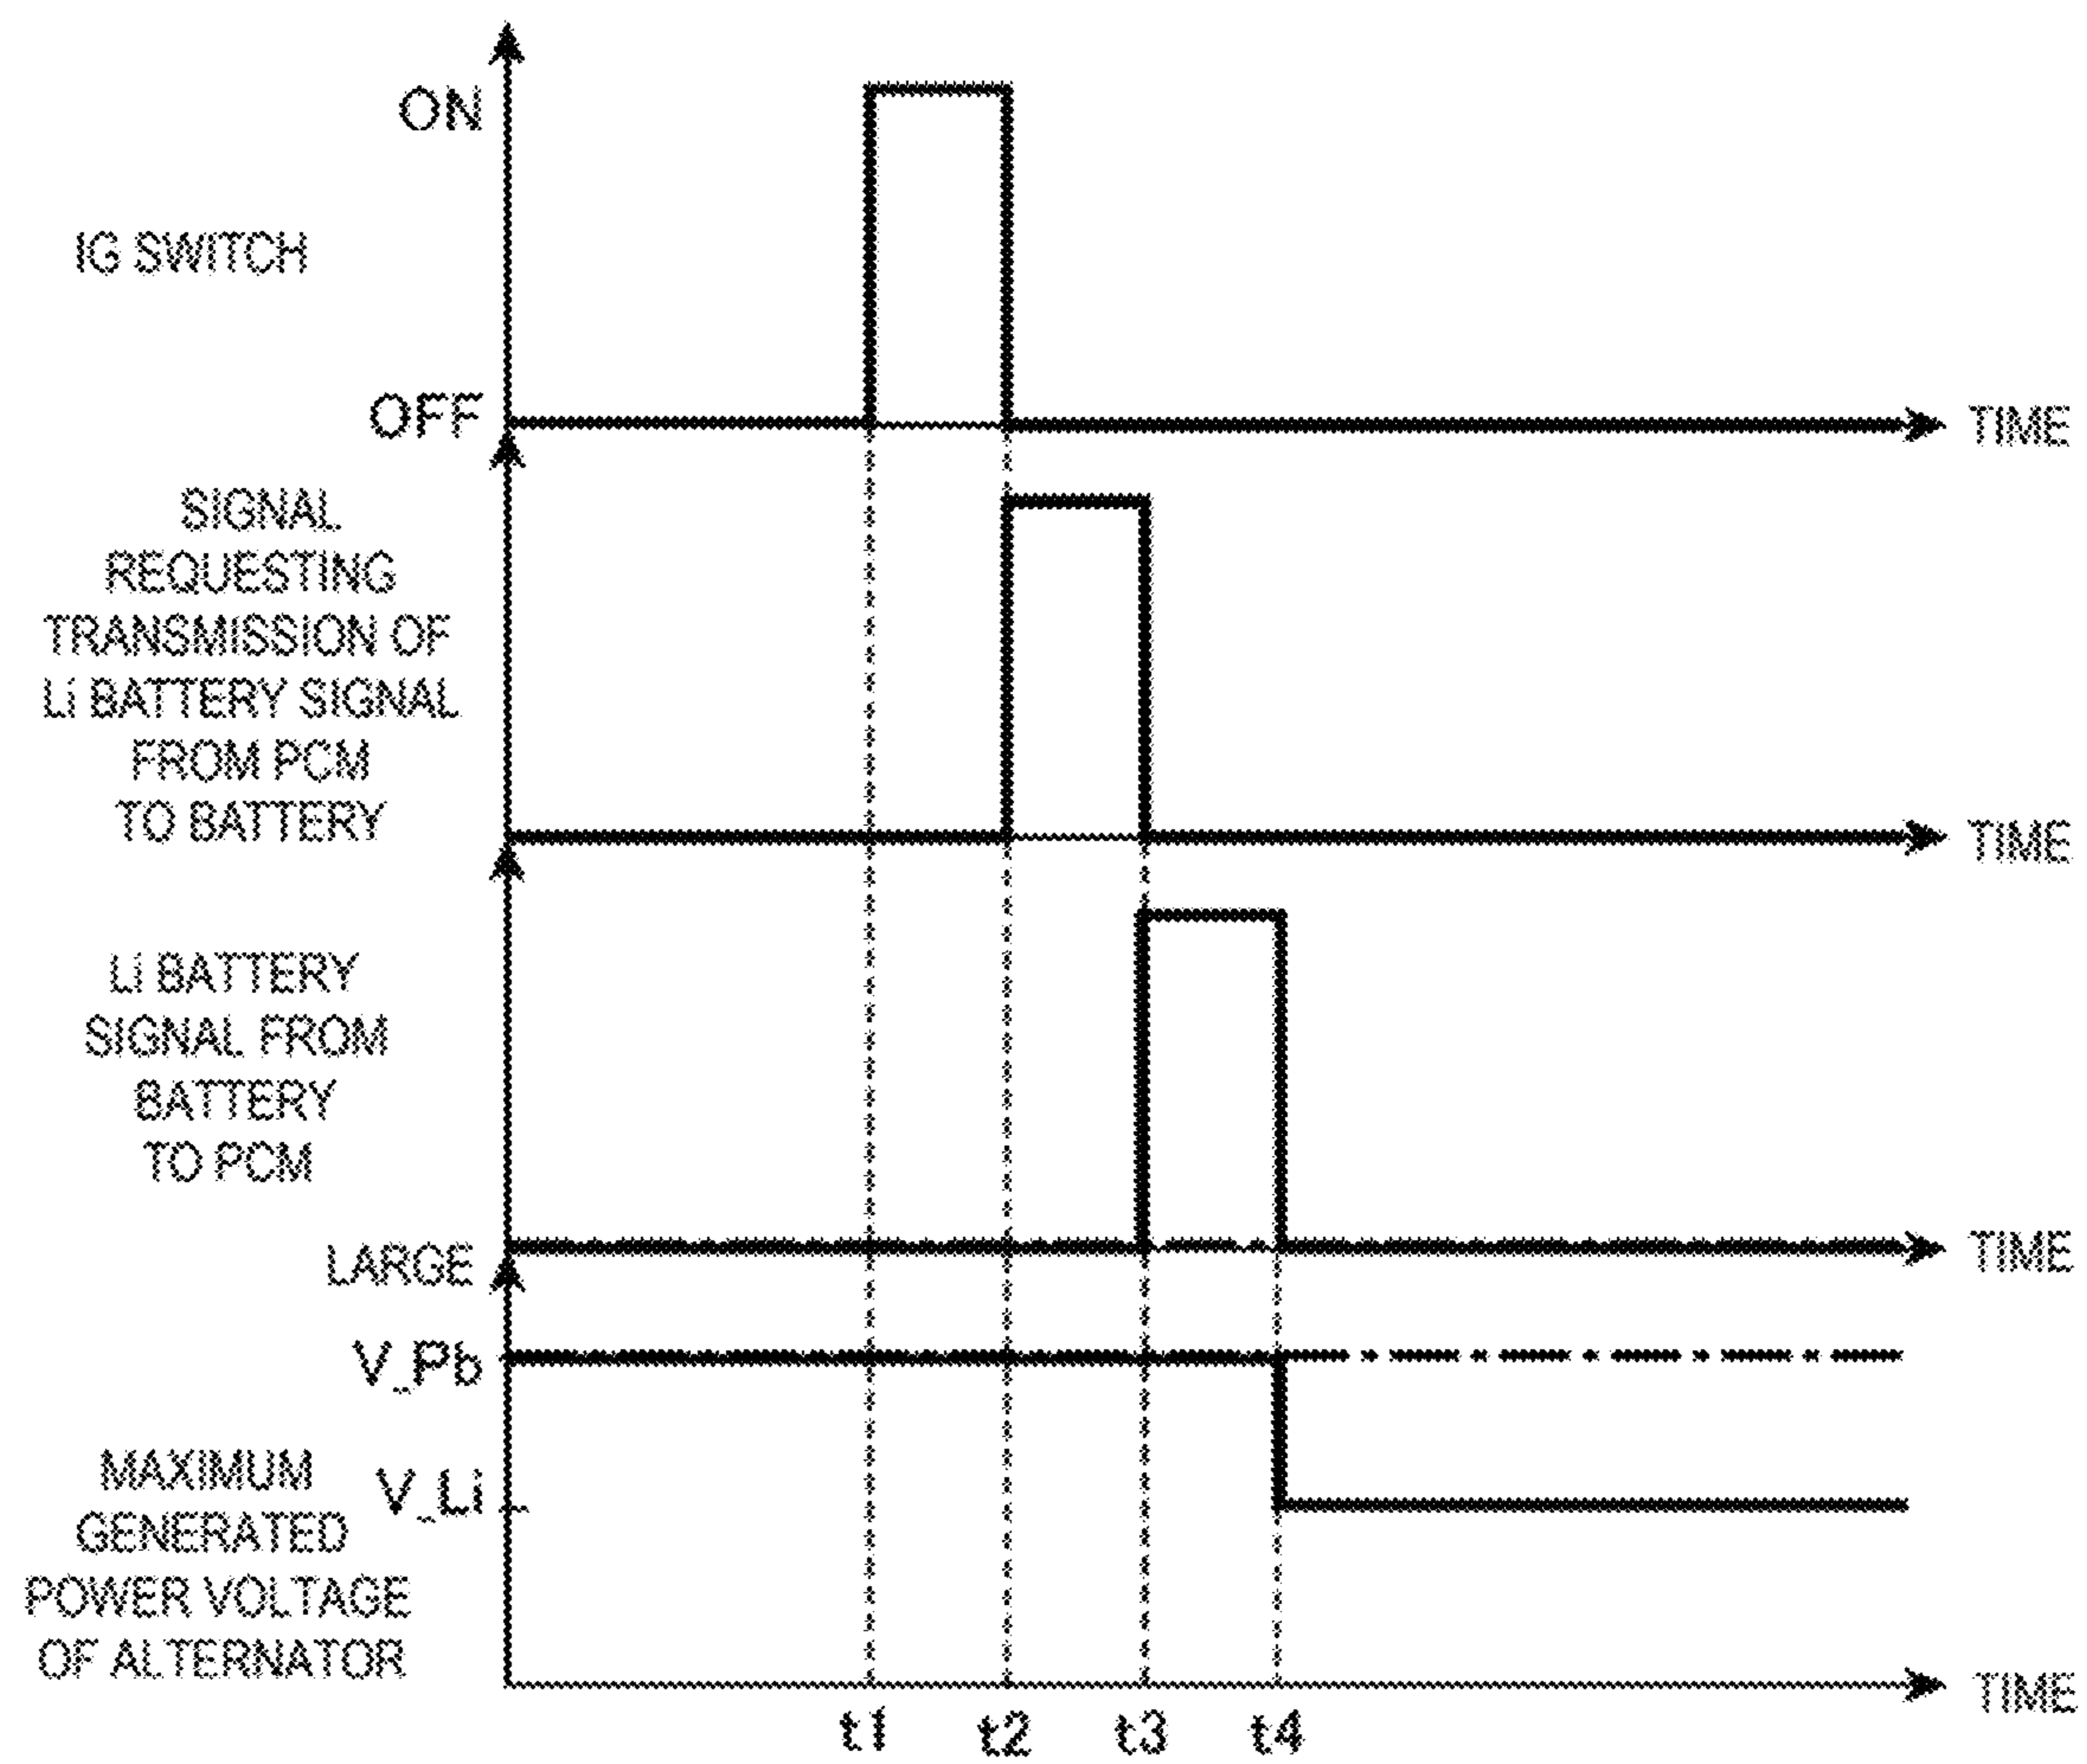 ON
IG SWITCH
OFF
TIME
SIGNAL
REQUESTING
TRANSMISSION OF
Li BATTERY SIGNAL
FROM PCM
TO BATTERY
TIME
Li BATTERY
SIGNAL FROM
BATTERY
TO PCM
LARGE
TIME
V_Pb
V_Li
MAXIMUM
GENERATED
POWER VOLTAGE
OF ALTERNATOR
TIME
t1 t2 t3 t4